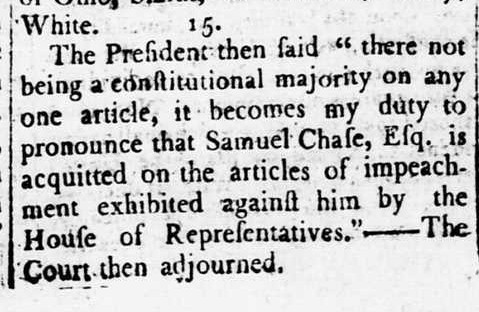 of Ohio,
White. 15.
The Preſident then ſaid “ there not
being a conſtitutional majority on any
one article, it becomes my duty to
pronounce that Samuel Chaſe, Eſq. is
acquitted on the articles of impeach-
ment exhibited againſt him by the
Houſe of Repreſentatives.”——The
Court then adjourned.